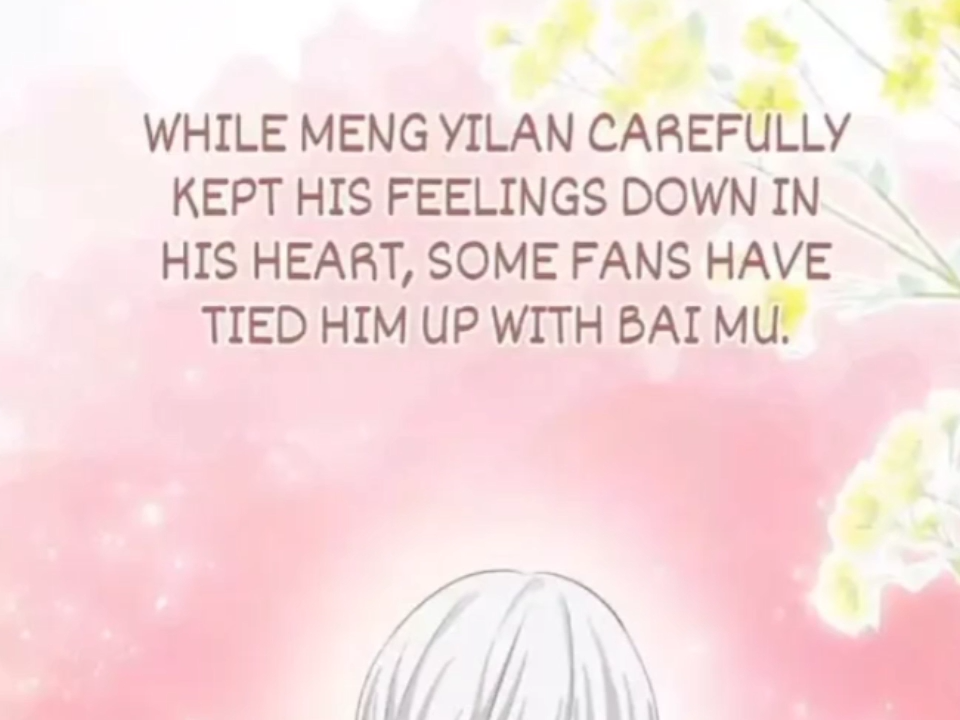 WHILE MENG YILAN CAREFULLY
KEPT HIS FEELINGS DOWN IN
HIS HEART, SOME FANS HAVE
TIED HIM UP WITH BAI MU.